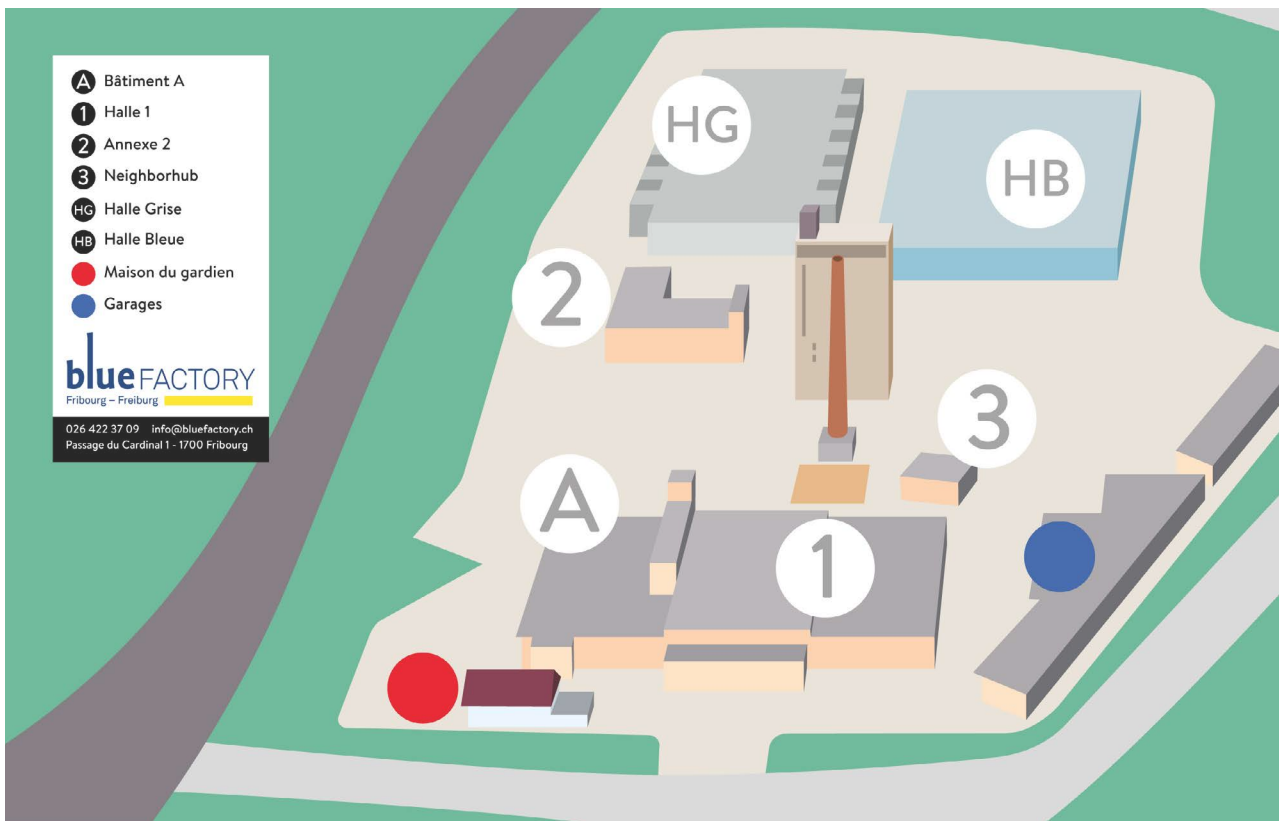 A Bâtiment A
1 Halle 1
2 Annexe 2
3 Neighborhub
HG Halle Grise
HB Halle Bleue
Maison du gardien
Garages
blueFACTORY
Fribourg – Freiburg
026 422 37 09 info@bluefactory.ch
Passage du Cardinal 1 - 1700 Fribourg
HG
HB
2
3
A
1